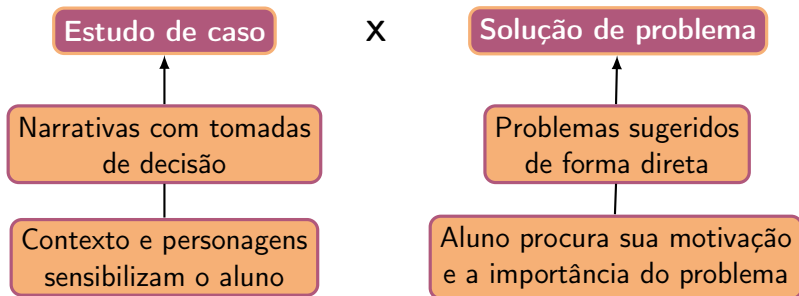 Estudo de caso
x
Solução de problema
Narrativas com tomadas
de decisão
Problemas sugeridos
de forma direta
Contexto e personagens
sensibilizam o aluno
Aluno procura sua motivação
e a importância do problema